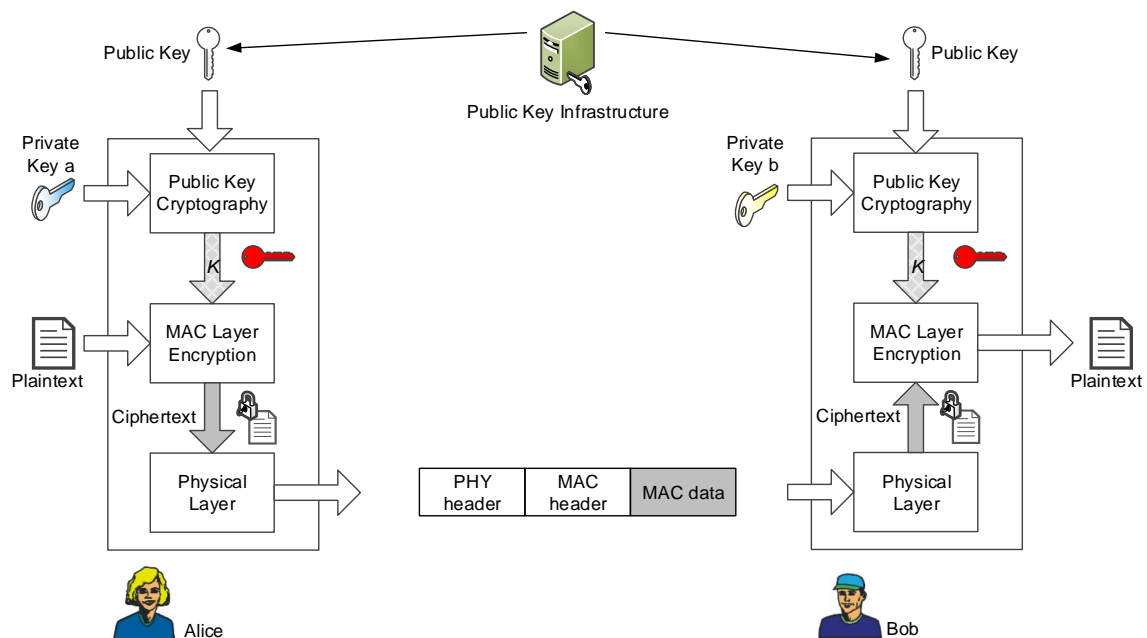 Public Key
Public Key
Public Key Infrastructure
Private
Key a
Public Key
Cryptography
K
MAC Layer
Encryption
Plaintext
Ciphertext
Physical
Layer
Alice
PHY
header
MAC
header
MAC data
Private
Key b
Public Key
Cryptography
K
MAC Layer
Encryption
Plaintext
Ciphertext
Physical
Layer
Bob